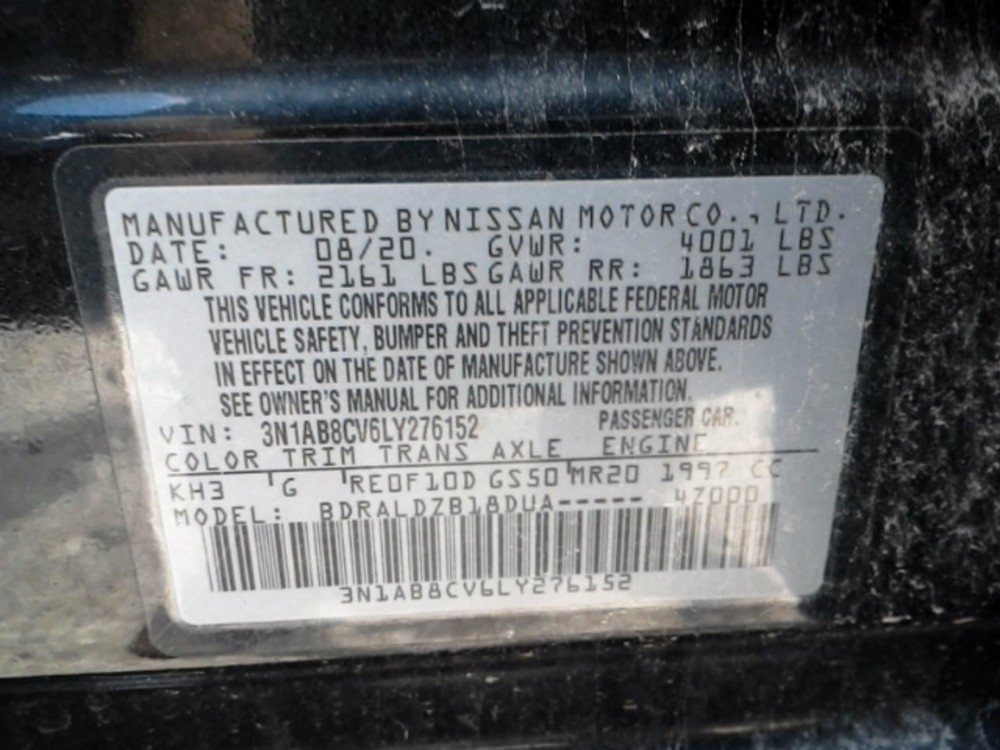 MANUFACTURED BY NISSAN MOTOR CO., LTD.
DATE: 08/20. GVWR: 4001 LBS
GAWR FR: 2161 LBS GAWR RR: 1863 LBS
THIS VEHICLE CONFORMS TO ALL APPLICABLE FEDERAL MOTOR
VEHICLE SAFETY, BUMPER AND THEFT PREVENTION STANDARDS
IN EFFECT ON THE DATE OF MANUFACTURE SHOWN ABOVE.
SEE OWNER'S MANUAL FOR ADDITIONAL INFORMATION.
VIN: 3N1AB8CV6LY276152 PASSENGER CAR.
COLOR TRIM TRANS AXLE ENGINE
KH3 G RE0F10D GS50 MR20 1997 CC
MODEL: BDRALDZB18DUA----- 4Z000
3N1AB8CV6LY276152